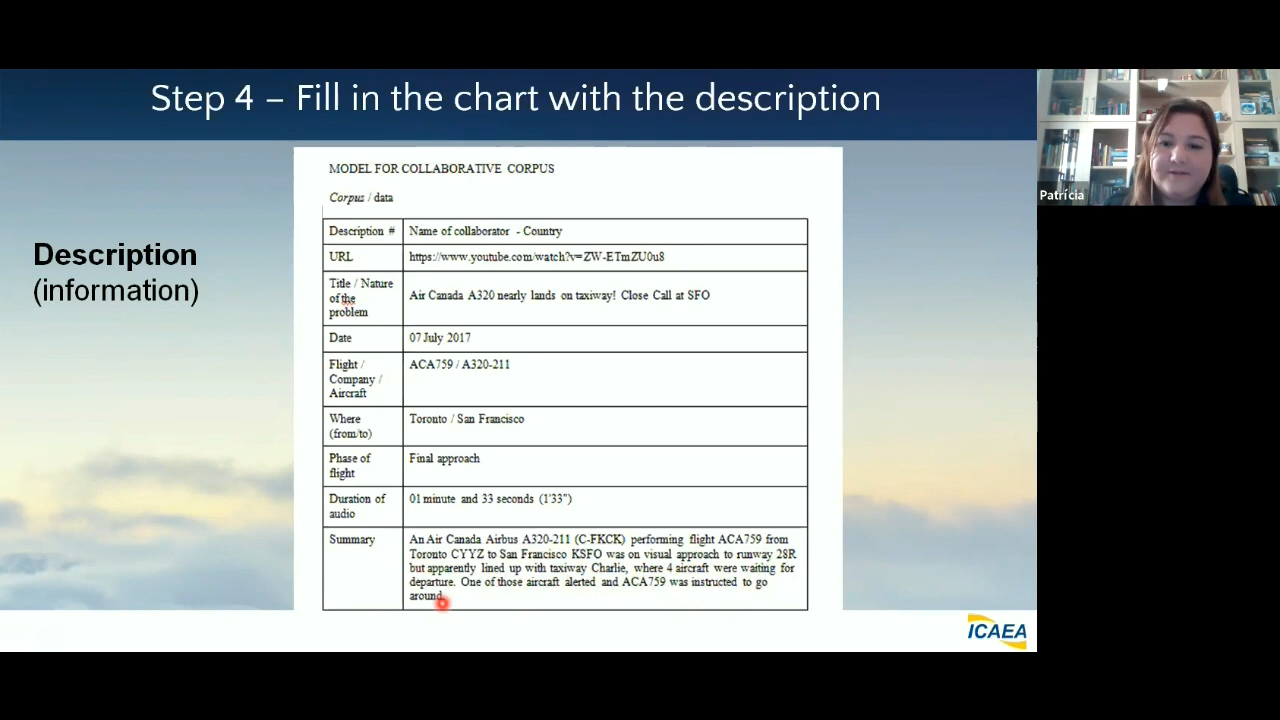 Step 4 – Fill in the chart with the description
Patrícia
Description
(information)
MODEL FOR COLLABORATIVE CORPUS
Corpus / data
Description #
Name of collaborator - Country
URL
https://www.youtube.com/watch?v=ZW-ETmZU0u8
Title / Nature
of the
problem
Air Canada A320 nearly lands on taxiway! Close Call at SFO
Date
07 July 2017
Flight /
Company /
Aircraft
ACA759 / A320-211
Where
(from/to)
Toronto / San Francisco
Phase of
flight
Final approach
Duration of
audio
01 minute and 33 seconds (1'33")
Summary
An Air Canada Airbus A320-211 (C-FKCK) performing flight ACA759 from
Toronto CYYZ to San Francisco KSFO was on visual approach to runway 28R
but apparently lined up with taxiway Charlie, where 4 aircraft were waiting for
departure. One of those aircraft alerted and ACA759 was instructed to go
around.
ICAEA